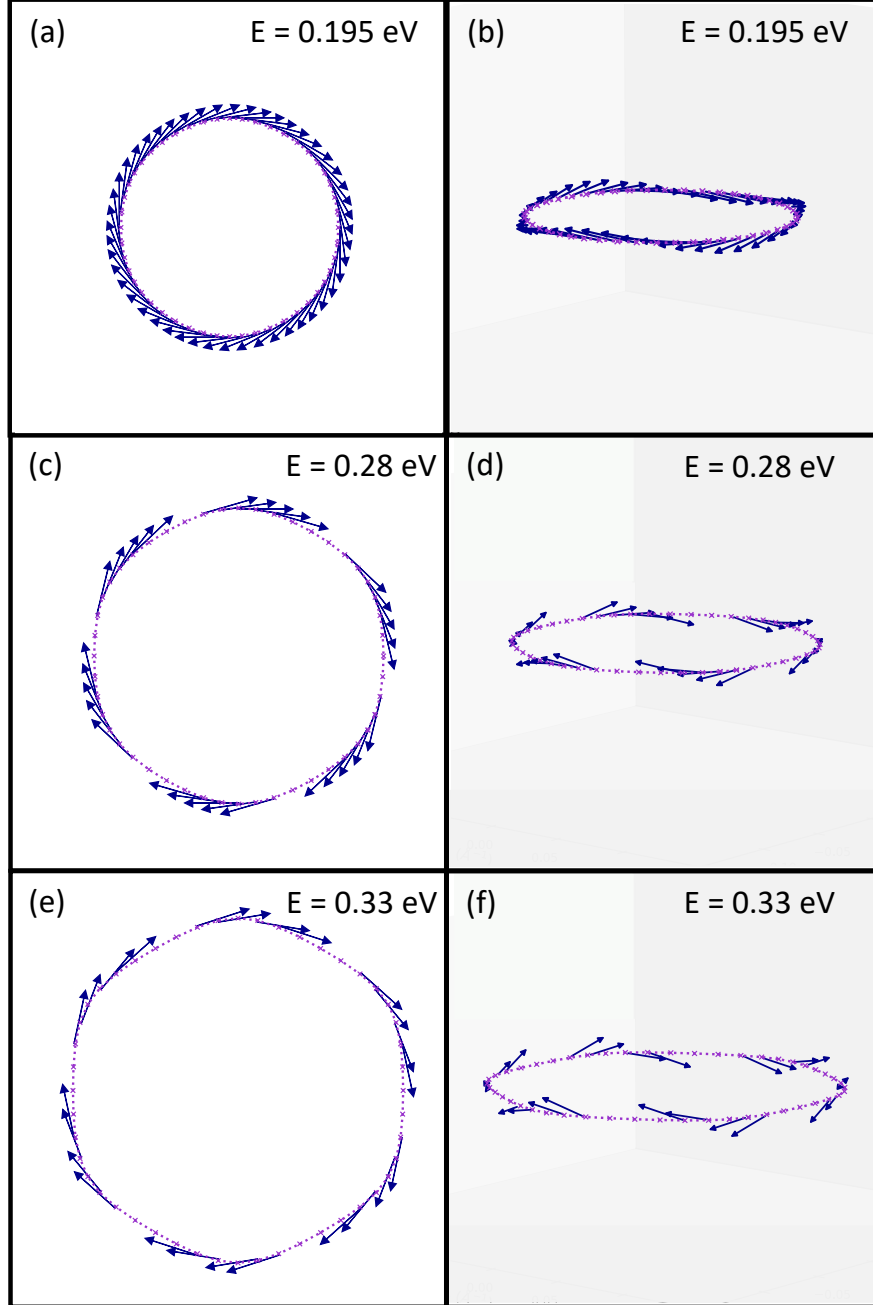 (a) E = 0.195 eV
(b) E = 0.195 eV
(c) E = 0.28 eV
(d) E = 0.28 eV
(e) E = 0.33 eV
(f) E = 0.33 eV